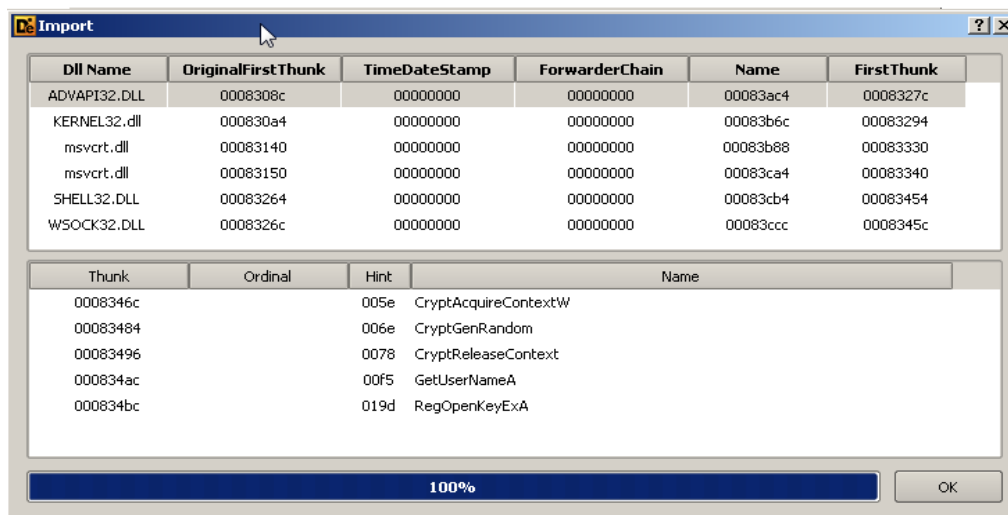 De Import ? ×
Dll Name OriginalFirstThunk TimeDateStamp ForwarderChain Name FirstThunk
ADVAPI32.DLL 0008308c 00000000 00000000 00083ac4 0008327c
KERNEL32.dll 000830a4 00000000 00000000 00083b6c 00083294
msvcrt.dll 00083140 00000000 00000000 00083b88 00083330
msvcrt.dll 00083150 00000000 00000000 00083ca4 00083340
SHELL32.DLL 00083264 00000000 00000000 00083cb4 00083454
WSOCK32.DLL 0008326c 00000000 00000000 00083ccc 0008345c
Thunk Ordinal Hint Name
0008346c 005e CryptAcquireContextW
00083484 006e CryptGenRandom
00083496 0078 CryptReleaseContext
000834ac 00f5 GetUserNameA
000834bc 019d RegOpenKeyExA
100% OK